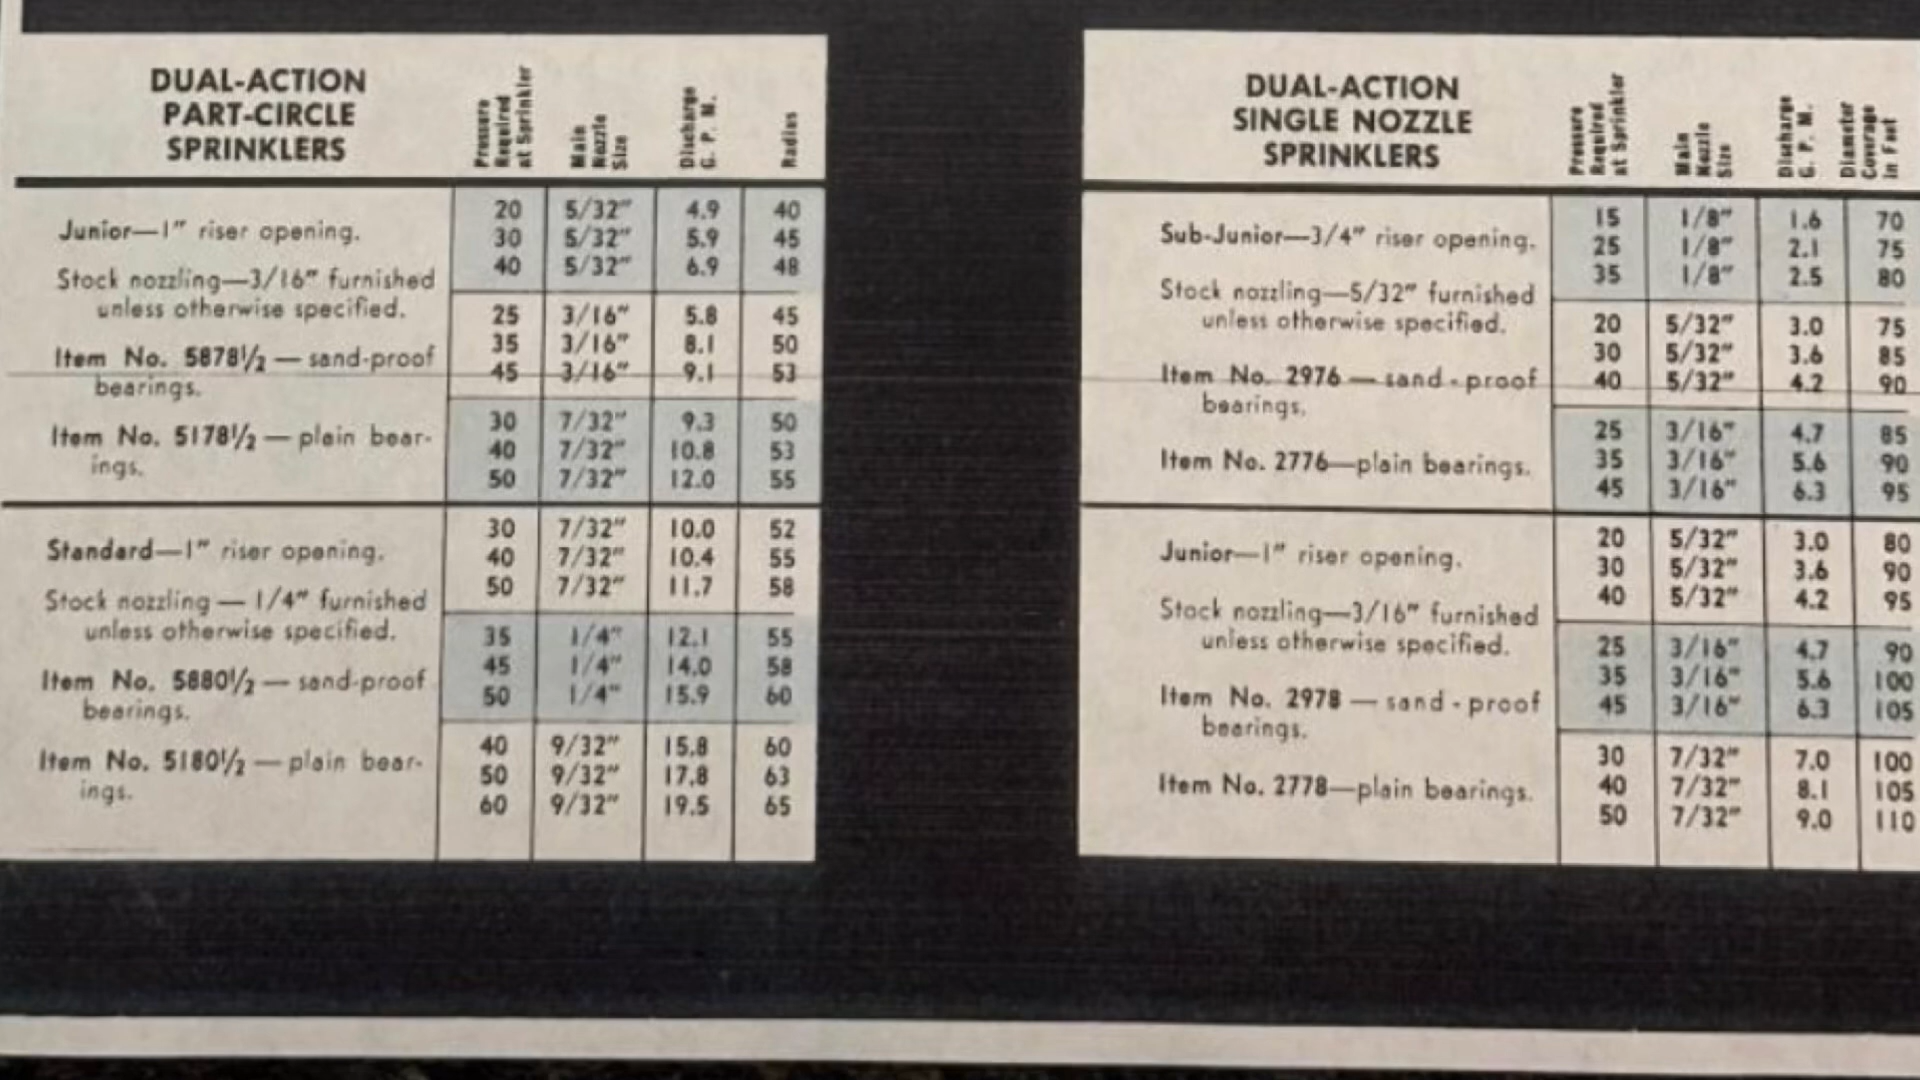 DUAL-ACTION
PART-CIRCLE
SPRINKLERS
Pressure
Required
at Sprinkler
Main
Nozzle
Size
Discharge
G. P. M.
Radius
Junior—1" riser opening.
Stock nozzling—3/16" furnished
unless otherwise specified.
Item No. 5878½ — sand-proof
bearings.
Item No. 5178½ — plain bear-
ings.
20 5/32" 4.9 40
30 5/32" 5.9 45
40 5/32" 6.9 48
25 3/16" 5.8 45
35 3/16" 8.1 50
45 3/16" 9.1 53
30 7/32" 9.3 50
40 7/32" 10.8 53
50 7/32" 12.0 55
Standard—1" riser opening.
Stock nozzling — 1/4" furnished
unless otherwise specified.
Item No. 5880½ — sand-proof
bearings.
Item No. 5180½ — plain bear-
ings.
30 7/32" 10.0 52
40 7/32" 10.4 55
50 7/32" 11.7 58
35 1/4" 12.1 55
45 1/4" 14.0 58
50 1/4" 15.9 60
40 9/32" 15.8 60
50 9/32" 17.8 63
60 9/32" 19.5 65
DUAL-ACTION
SINGLE NOZZLE
SPRINKLERS
Pressure
Required
at Sprinkler
Main
Nozzle
Size
Discharge
G. P. M.
Diameter
Coverage
in Feet
Sub-Junior—3/4" riser opening.
Stock nozzling—5/32" furnished
unless otherwise specified.
Item No. 2976 — sand - proof
bearings.
Item No. 2776—plain bearings.
15 1/8" 1.6 70
25 1/8" 2.1 75
35 1/8" 2.5 80
20 5/32" 3.0 75
30 5/32" 3.6 85
40 5/32" 4.2 90
25 3/16" 4.7 85
35 3/16" 5.6 90
45 3/16" 6.3 95
Junior—1" riser opening.
Stock nozzling—3/16" furnished
unless otherwise specified.
Item No. 2978 — sand - proof
bearings.
Item No. 2778—plain bearings.
20 5/32" 3.0 80
30 5/32" 3.6 90
40 5/32" 4.2 95
25 3/16" 4.7 90
35 3/16" 5.6 100
45 3/16" 6.3 105
30 7/32" 7.0 100
40 7/32" 8.1 105
50 7/32" 9.0 110